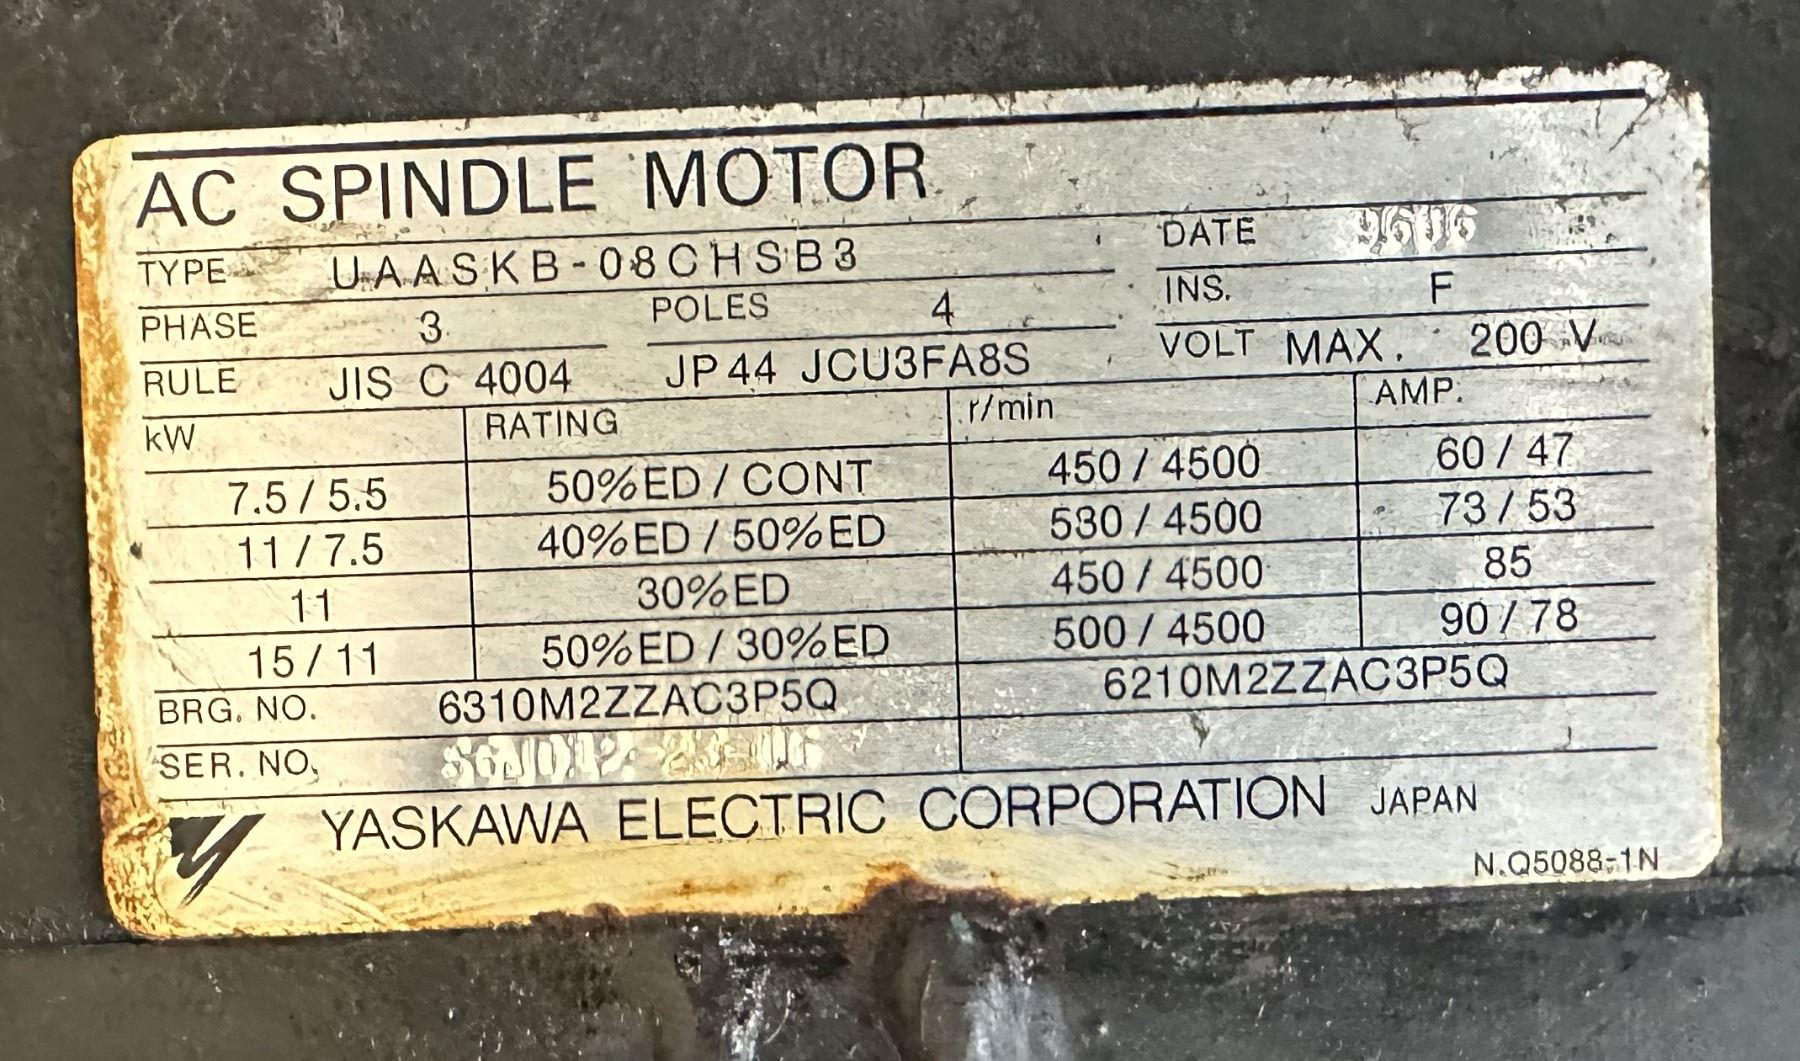 AC SPINDLE MOTOR
TYPE UAASKB-08CHSB3 DATE 9606
PHASE 3 POLES 4 INS. F
RULE JIS C 4004 JP44 JCU3FA8S VOLT MAX. 200 V
kW RATING r/min AMP.
7.5/5.5 50%ED/CONT 450/4500 60/47
11/7.5 40%ED/50%ED 530/4500 73/53
11 30%ED 450/4500 85
15/11 50%ED/30%ED 500/4500 90/78
BRG. NO. 6310M2ZZAC3P5Q 6210M2ZZAC3P5Q
SER. NO.
YASKAWA ELECTRIC CORPORATION JAPAN
N.Q5088-1N